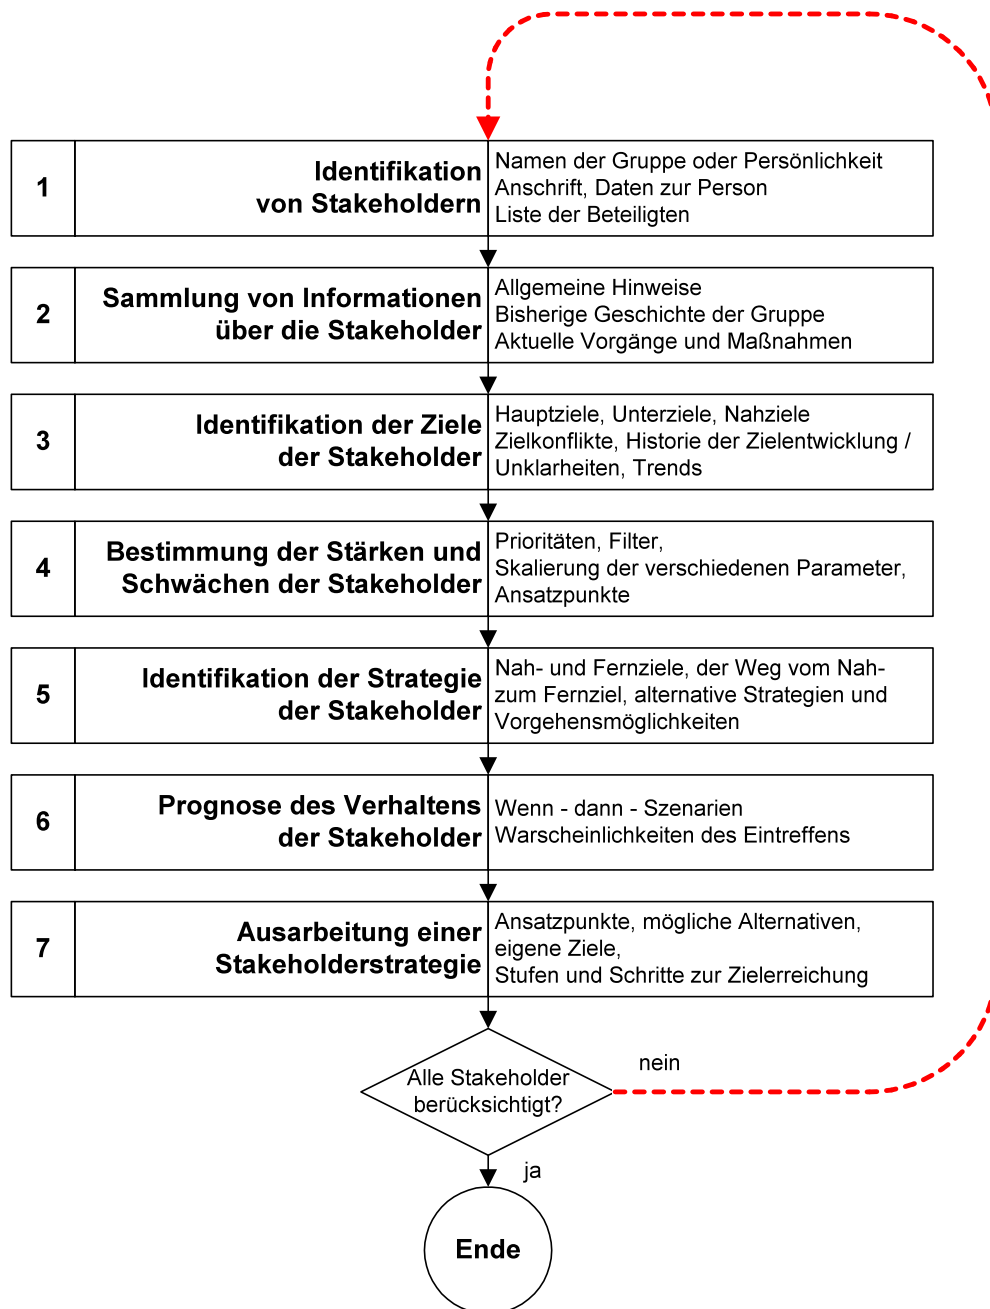 1
Identifikation
von Stakeholdern
Namen der Gruppe oder Persönlichkeit
Anschrift, Daten zur Person
Liste der Beteiligten
2
Sammlung von Informationen
über die Stakeholder
Allgemeine Hinweise
Bisherige Geschichte der Gruppe
Aktuelle Vorgänge und Maßnahmen
3
Identifikation der Ziele
der Stakeholder
Hauptziele, Unterziele, Nahziele
Zielkonflikte, Historie der Zielentwicklung /
Unklarheiten, Trends
4
Bestimmung der Stärken und
Schwächen der Stakeholder
Prioritäten, Filter,
Skalierung der verschiedenen Parameter,
Ansatzpunkte
5
Identifikation der Strategie
der Stakeholder
Nah- und Fernziele, der Weg vom Nah-
zum Fernziel, alternative Strategien und
Vorgehensmöglichkeiten
6
Prognose des Verhaltens
der Stakeholder
Wenn - dann - Szenarien
Warscheinlichkeiten des Eintreffens
7
Ausarbeitung einer
Stakeholderstrategie
Ansatzpunkte, mögliche Alternativen,
eigene Ziele,
Stufen und Schritte zur Zielerreichung
Alle Stakeholder
berücksichtigt?
nein
ja
Ende